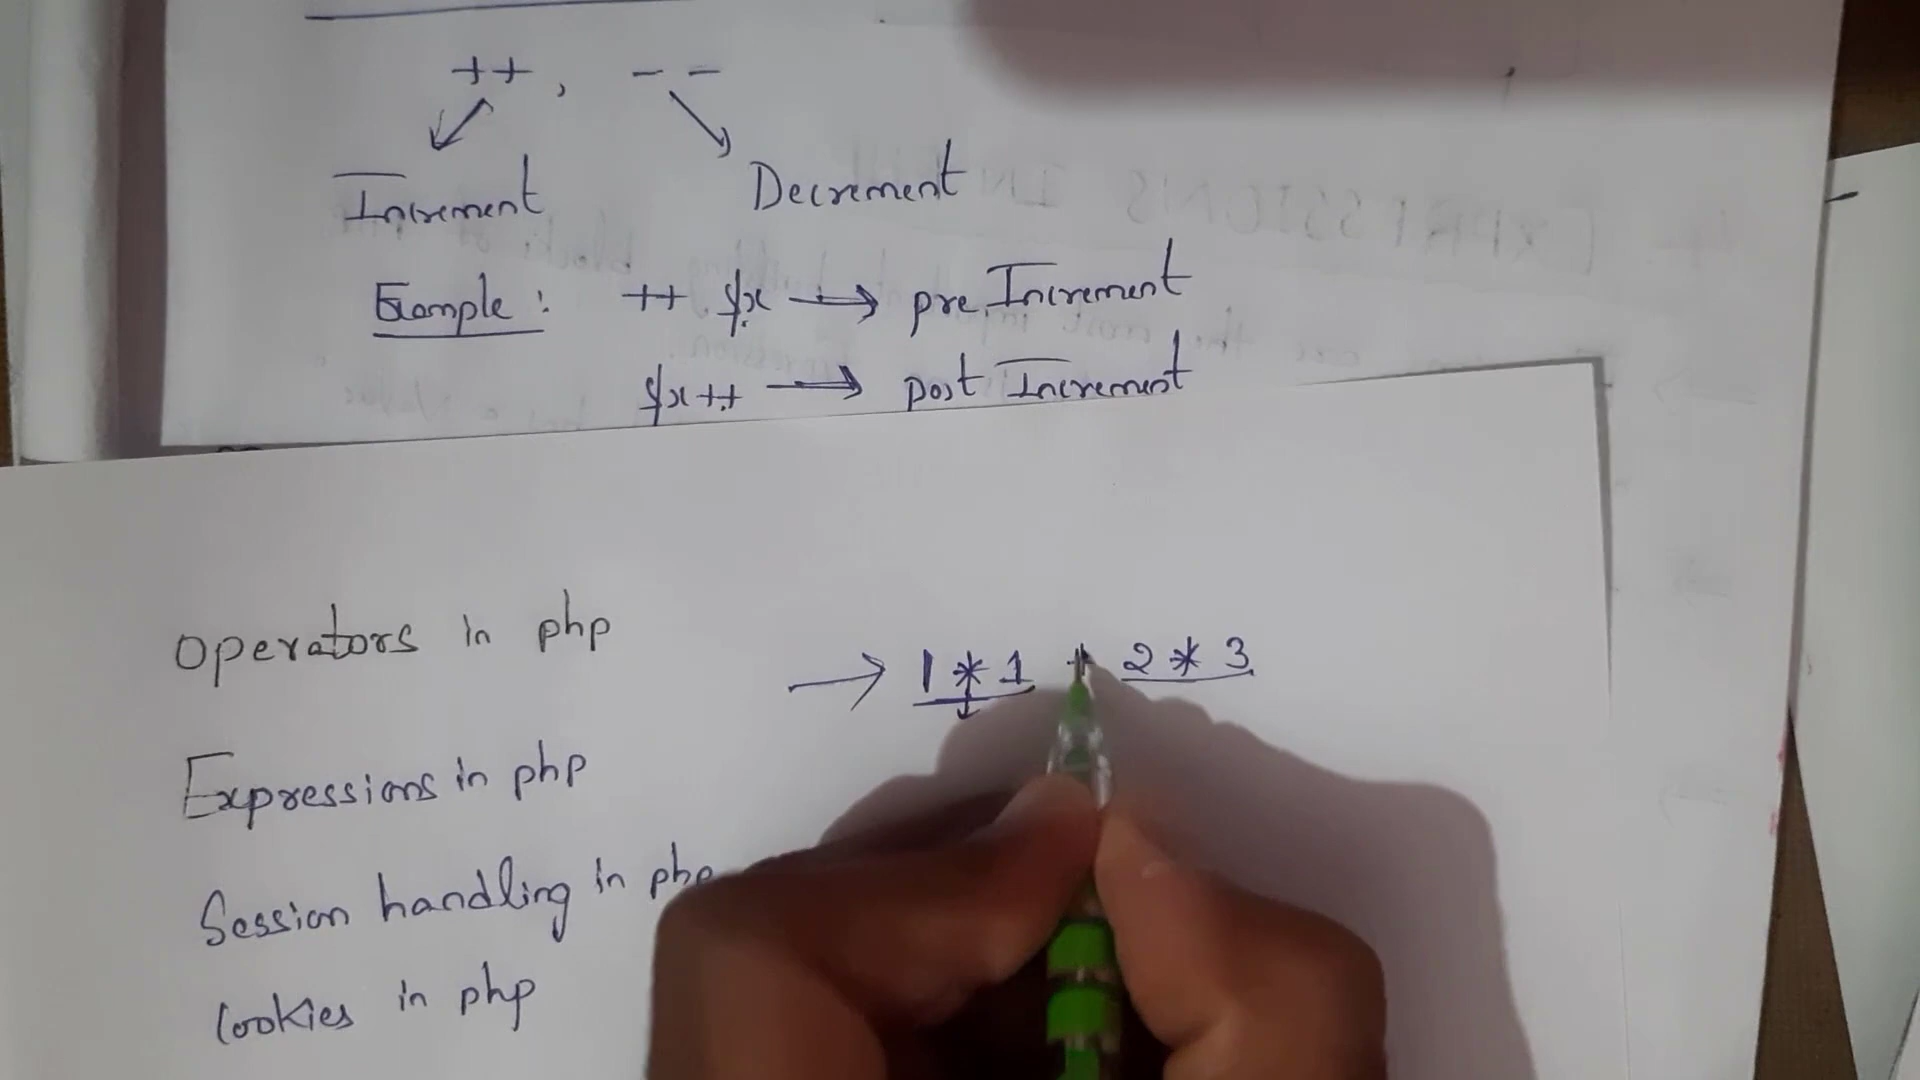 ++ , --
Increment Decrement
Example : ++ $x → pre Increment
$x++ → post Increment
Operators in php
→ 1 * 1 + 2 * 3
Expressions in php
Session handling in php
Cookies in php